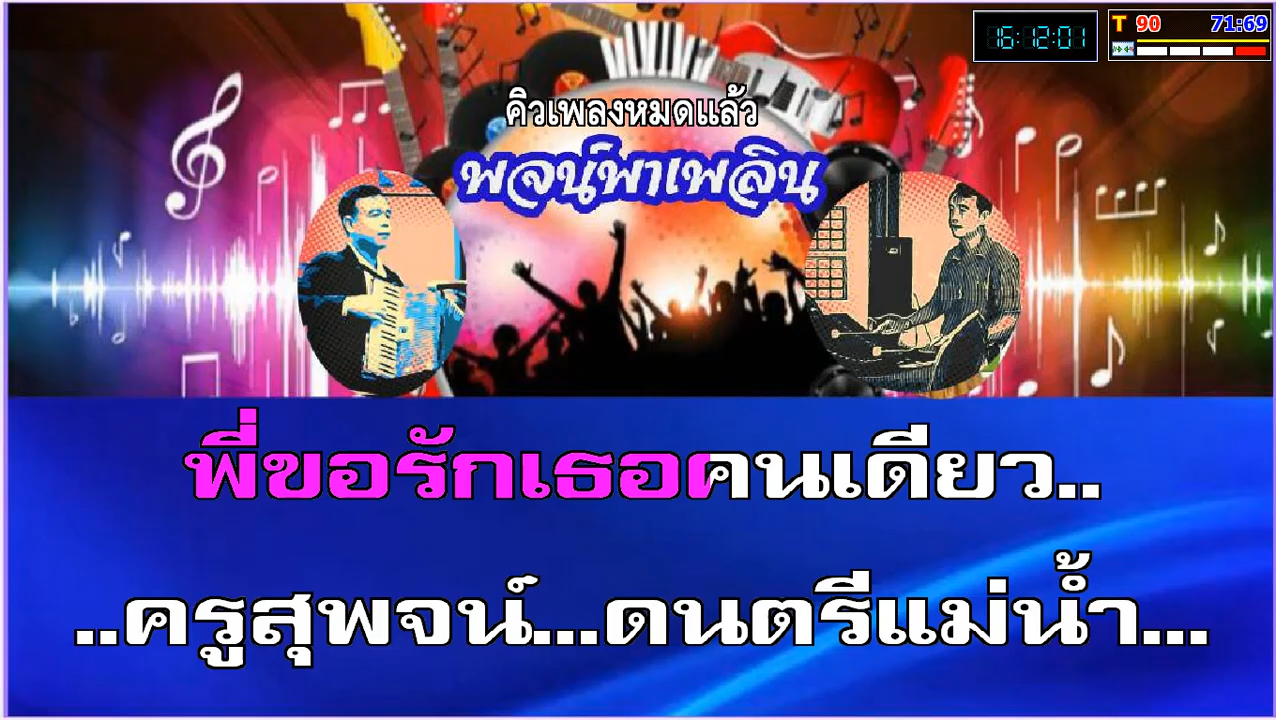 16:12:01
T 90 71:69
คิวเพลงหมดแล้ว
พจน์พาเพลิน
พี่ขอรักเธอคนเดียว..
..ครูสุพจน์...ดนตรีแม่น้ำ...